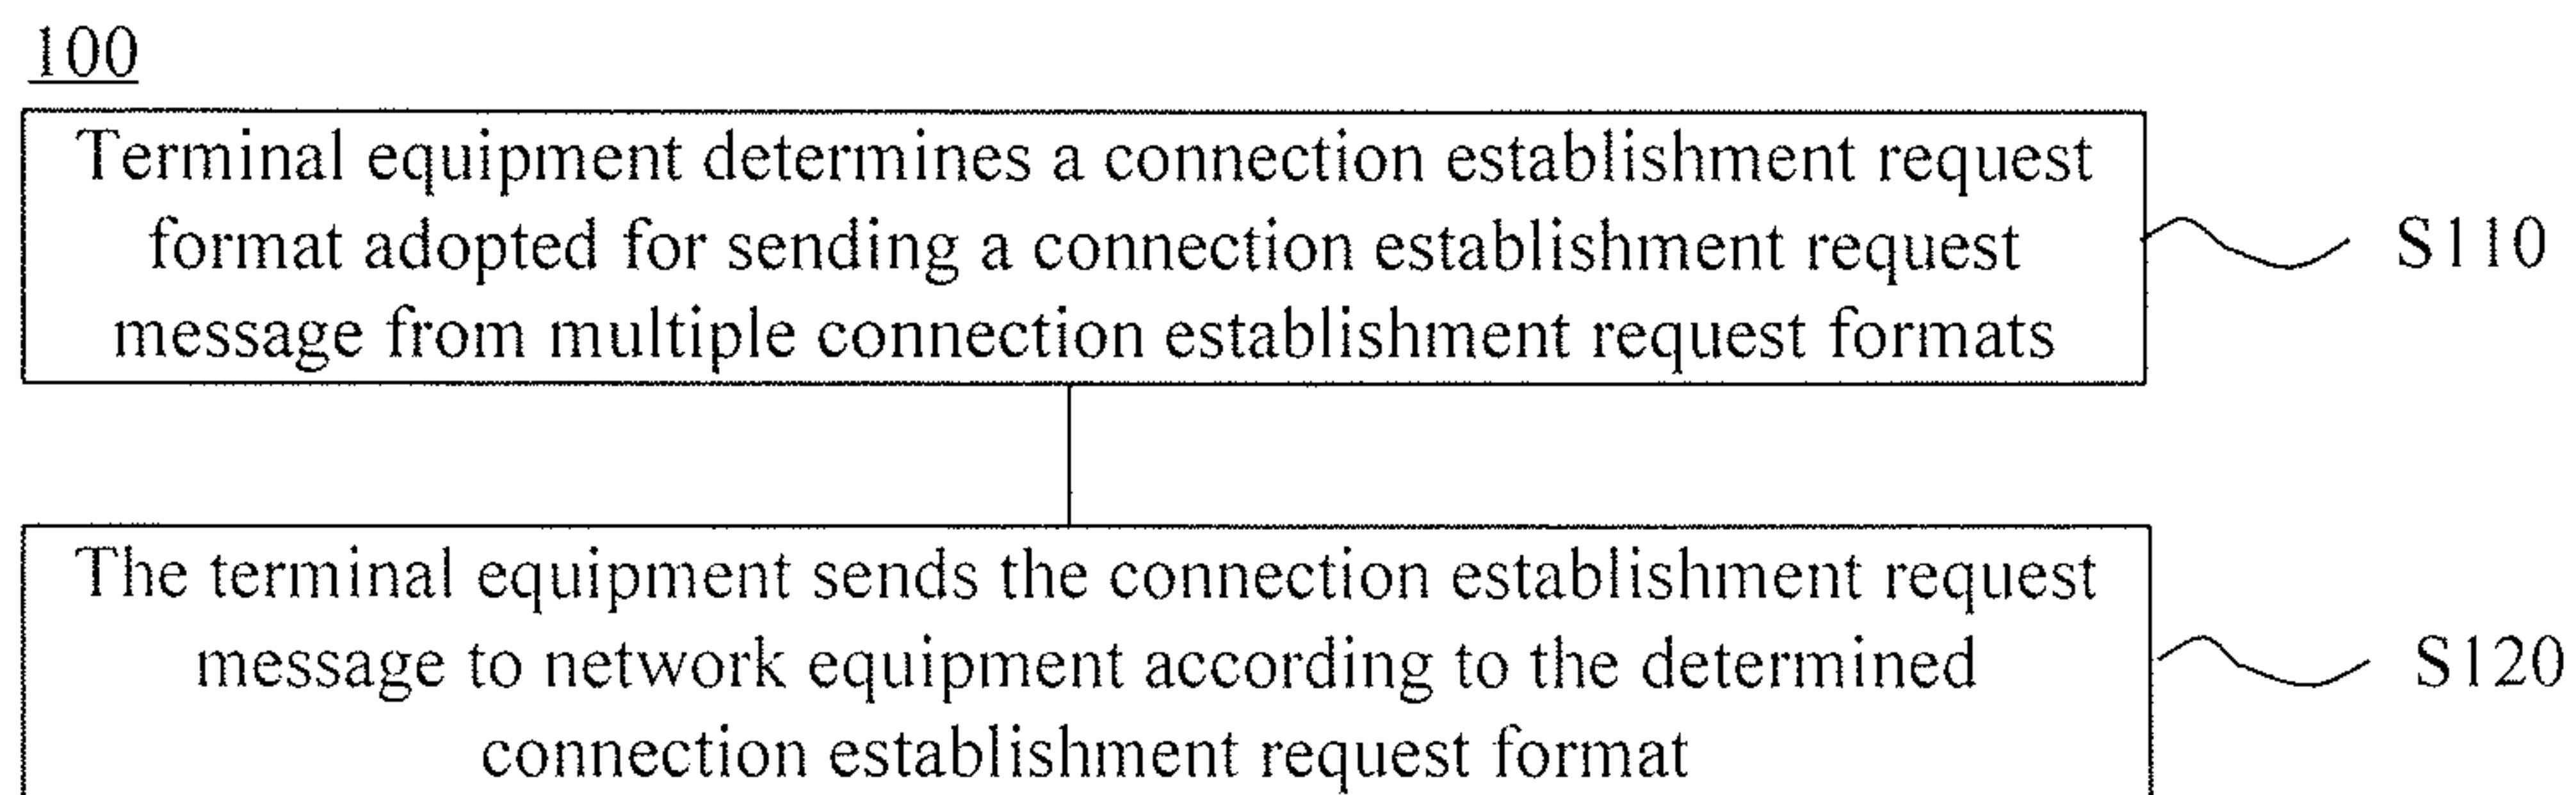 100
Terminal equipment determines a connection establishment request
format adopted for sending a connection establishment request
message from multiple connection establishment request formats
S110
The terminal equipment sends the connection establishment request
message to network equipment according to the determined
connection establishment request format
S120